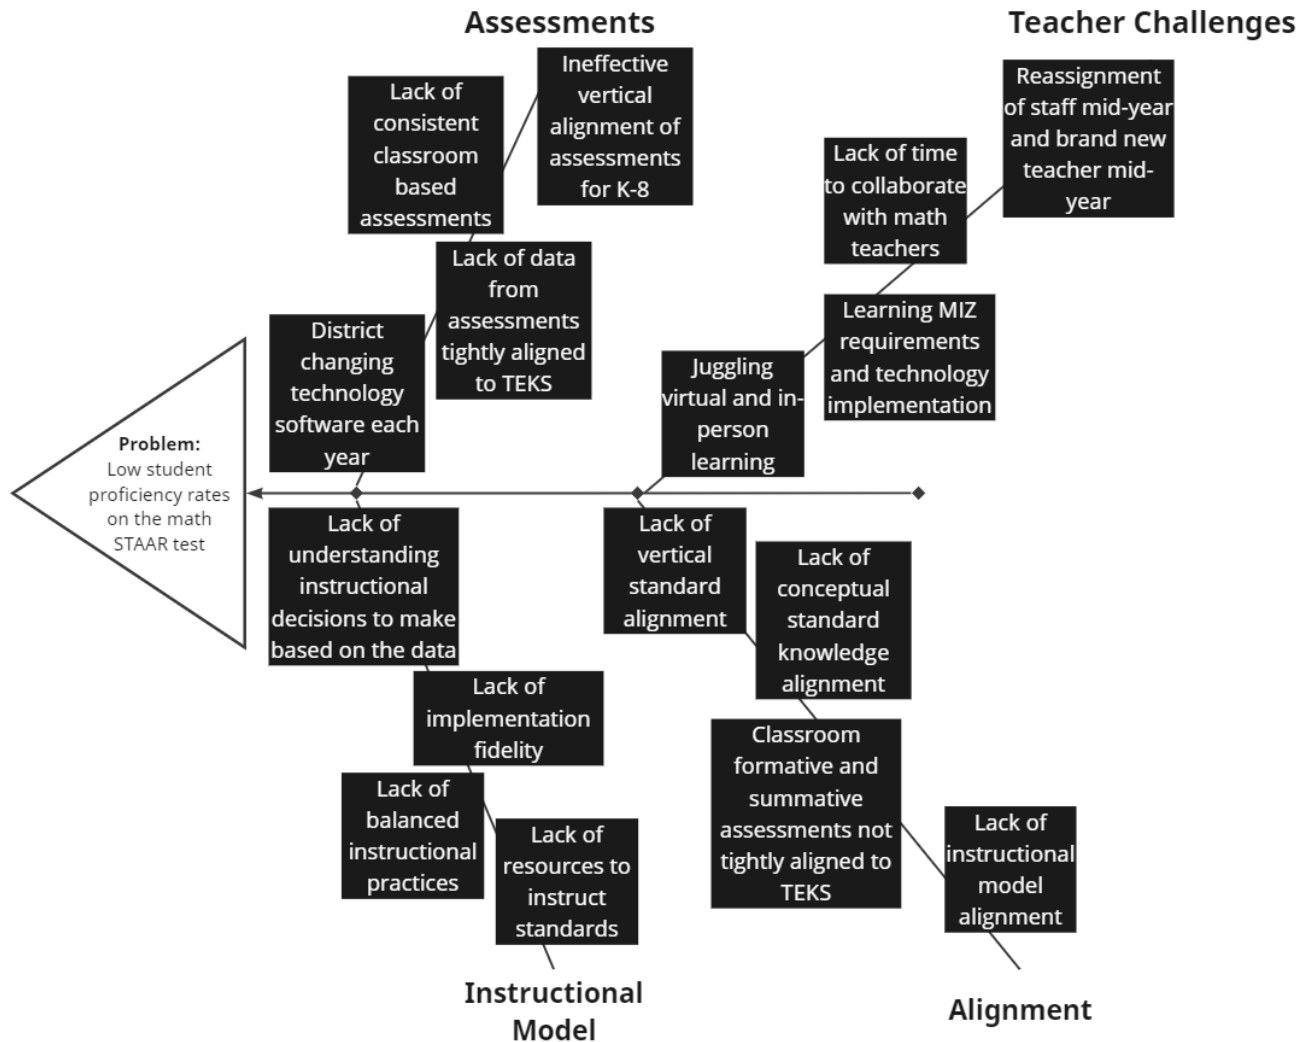 Assessments
Lack of
consistent
classroom
based
assessments
Ineffective
vertical
alignment of
assessments
for K-8
Lack of data
from
assessments
tightly aligned
to TEKS
District
changing
technology
software each
year
Teacher Challenges
Reassignment
of staff mid-year
and brand new
teacher mid-
year
Lack of time
to collaborate
with math
teachers
Learning MIZ
requirements
and technology
implementation
Juggling
virtual and in-
person
learning
Problem:
Low student
proficiency rates
on the math
STAAR test
Lack of
understanding
instructional
decisions to make
based on the data
Lack of
implementation
fidelity
Lack of
balanced
instructional
practices
Lack of
resources to
instruct
standards
Instructional
Model
Lack of
vertical
standard
alignment
Lack of
conceptual
standard
knowledge
alignment
Classroom
formative and
summative
assessments not
tightly aligned to
TEKS
Lack of
instructional
model
alignment
Alignment